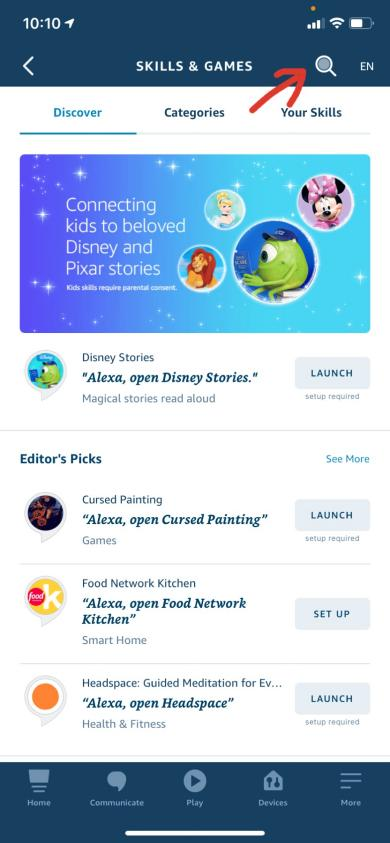 10:10
SKILLS & GAMES
EN
Discover
Categories
Your Skills
Connecting
kids to beloved
Disney and
Pixar stories
Kids skills require parental consent.
Disney Stories
"Alexa, open Disney Stories."
Magical stories read aloud
LAUNCH
setup required
Editor's Picks
See More
Cursed Painting
“Alexa, open Cursed Painting”
Games
LAUNCH
setup required
food
k
Food Network Kitchen
“Alexa, open Food Network
Kitchen”
Smart Home
SET UP
Headspace: Guided Meditation for Ev...
“Alexa, open Headspace”
Health & Fitness
LAUNCH
setup required
Home
Communicate
Play
Devices
More